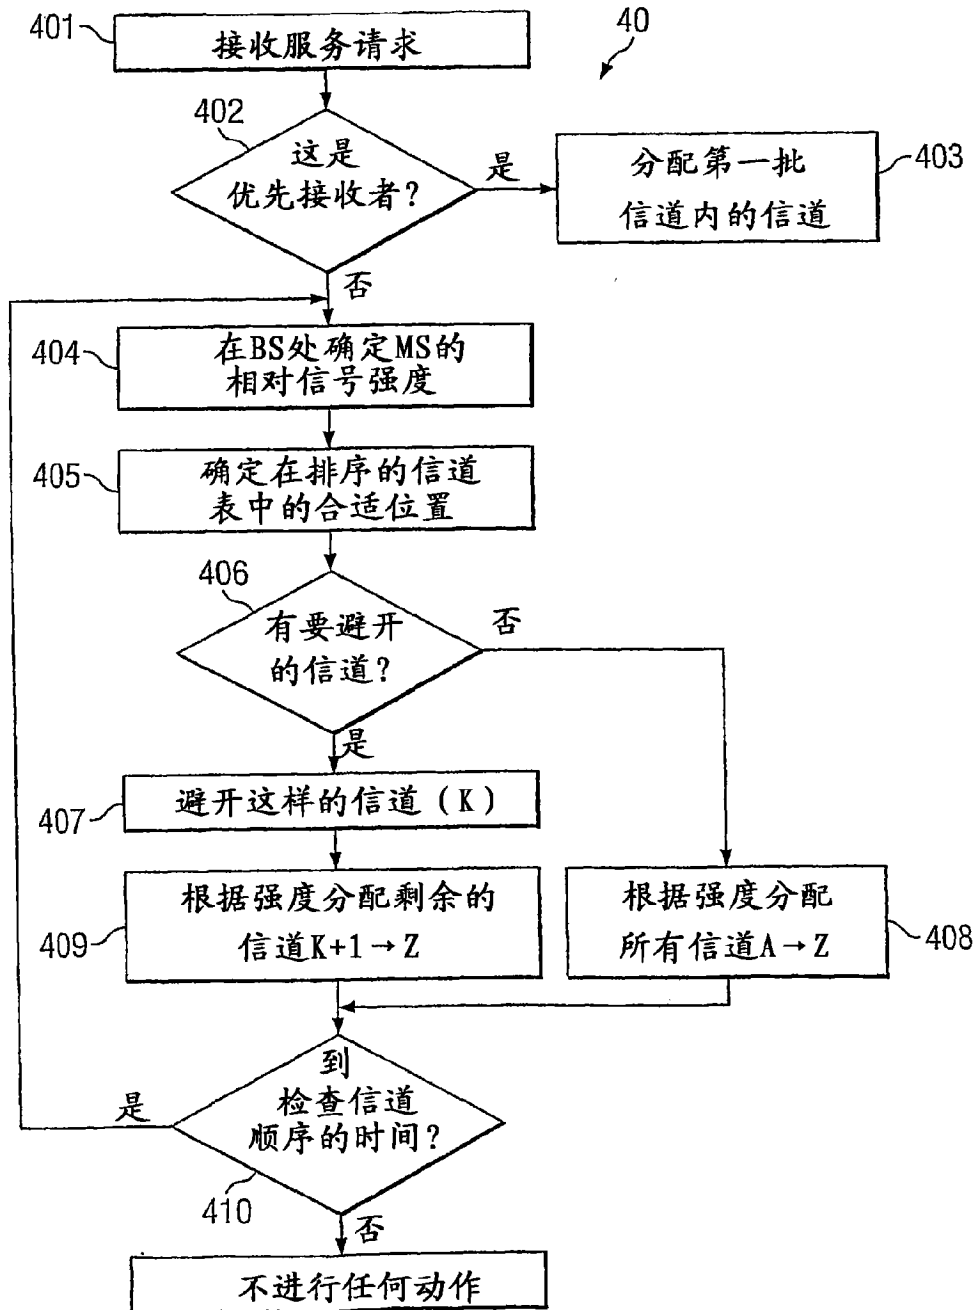 401
接收服务请求
40
402
这是
优先接收者？
是
分配第一批
信道内的信道
403
否
404
在BS处确定MS的
相对信号强度
405
确定在排序的信道
表中的合适位置
406
有要避开
的信道？
否
是
407
避开这样的信道（K）
409
根据强度分配剩余的
信道K+1→Z
根据强度分配
所有信道A→Z
408
到
检查信道
顺序的时间？
是
410
否
不进行任何动作